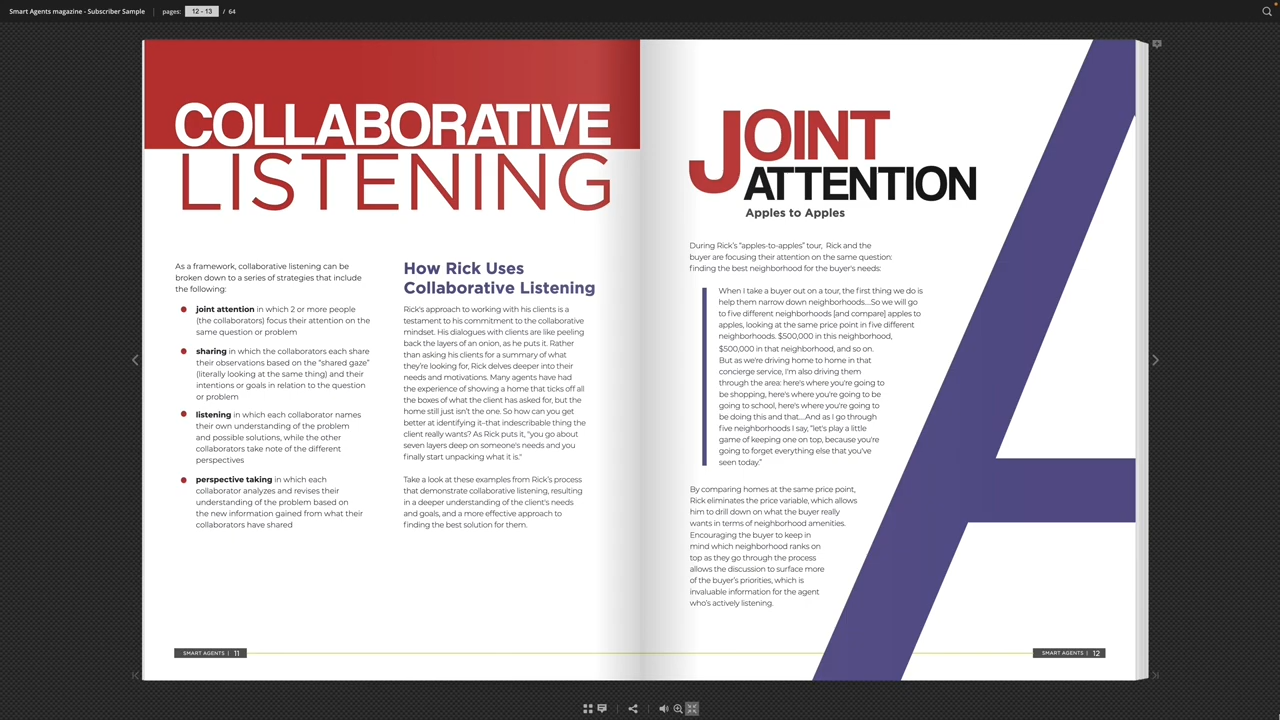 Smart Agents magazine - Subscriber Sample
pages:
12 - 13
/ 64
COLLABORATIVE
LISTENING
As a framework, collaborative listening can be
broken down to a series of strategies that include
the following:
joint attention in which 2 or more people
(the collaborators) focus their attention on the
same question or problem
sharing in which the collaborators each share
their observations based on the "shared gaze"
(literally looking at the same thing) and their
intentions or goals in relation to the question
or problem
listening in which each collaborator names
their own understanding of the problem
and possible solutions, while the other
collaborators take note of the different
perspectives
perspective taking in which each
collaborator analyzes and revises their
understanding of the problem based on
the new information gained from what their
collaborators have shared
How Rick Uses
Collaborative Listening
Rick's approach to working with his clients is a
testament to his commitment to the collaborative
mindset. His dialogues with clients are like peeling
back the layers of an onion, as he puts it. Rather
than asking his clients for a summary of what
they're looking for, Rick delves deeper into their
needs and motivations. Many agents have had
the experience of showing a home that ticks off all
the boxes of what the client has asked for, but the
home still just isn't the one. So how can you get
better at identifying it–that indescribable thing the
client really wants? As Rick puts it, "you go about
seven layers deep on someone's needs and you
finally start unpacking what it is."
Take a look at these examples from Rick's process
that demonstrate collaborative listening, resulting
in a deeper understanding of the client's needs
and goals, and a more effective approach to
finding the best solution for them.
SMART AGENTS | 11
JOINT
ATTENTION
Apples to Apples
During Rick's "apples-to-apples" tour, Rick and the
buyer are focusing their attention on the same question:
finding the best neighborhood for the buyer's needs:
When I take a buyer out on a tour, the first thing we do is
help them narrow down neighborhoods....So we will go
to five different neighborhoods [and compare] apples to
apples, looking at the same price point in five different
neighborhoods. $500,000 in this neighborhood,
$500,000 in that neighborhood, and so on.
But as we're driving home to home in that
concierge service, I'm also driving them
through the area: here's where you're going to
be shopping, here's where you're going to be
going to school, here's where you're going to
be doing this and that....And as I go through
five neighborhoods I say, "let's play a little
game of keeping one on top, because you're
going to forget everything else that you've
seen today."
By comparing homes at the same price point,
Rick eliminates the price variable, which allows
him to drill down on what the buyer really
wants in terms of neighborhood amenities.
Encouraging the buyer to keep in
mind which neighborhood ranks on
top as they go through the process
allows the discussion to surface more
of the buyer's priorities, which is
invaluable information for the agent
who's actively listening.
A
SMART AGENTS | 12